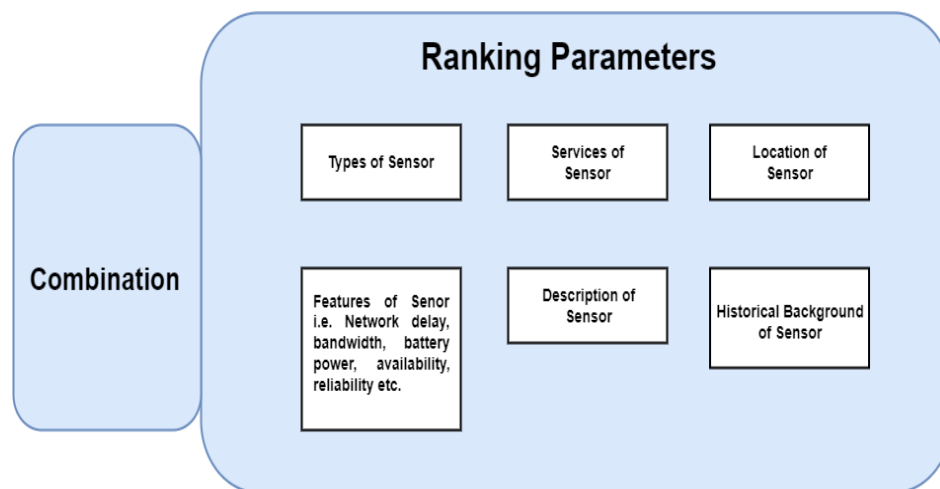 Ranking Parameters
Types of Sensor
Services of
Sensor
Location of
Sensor
Combination
Features of Senor
i.e. Network delay,
bandwidth, battery
power, availability,
reliability etc.
Description of
Sensor
Historical Background
of Sensor